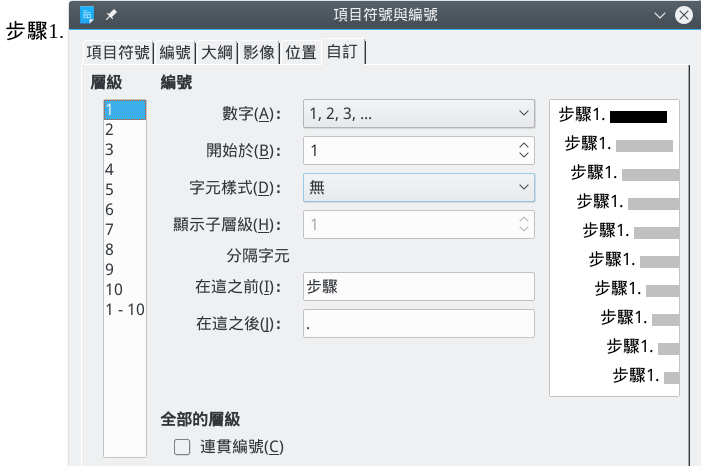 項目符號與編號
步驟1.
項目符號 編號 大綱 影像 位置 自訂
層級 編號
1
2
3
4
5
6
7
8
9
10
1 - 10
數字(A)： 1, 2, 3, ...
開始於(B)： 1
字元樣式(D)： 無
顯示子層級(H)： 1
分隔字元
在這之前(I)： 步驟
在這之後(J)： .
步驟1.
步驟1.
步驟1.
步驟1.
步驟1.
步驟1.
步驟1.
步驟1.
步驟1.
步驟1.
全部的層級
連貫編號(C)